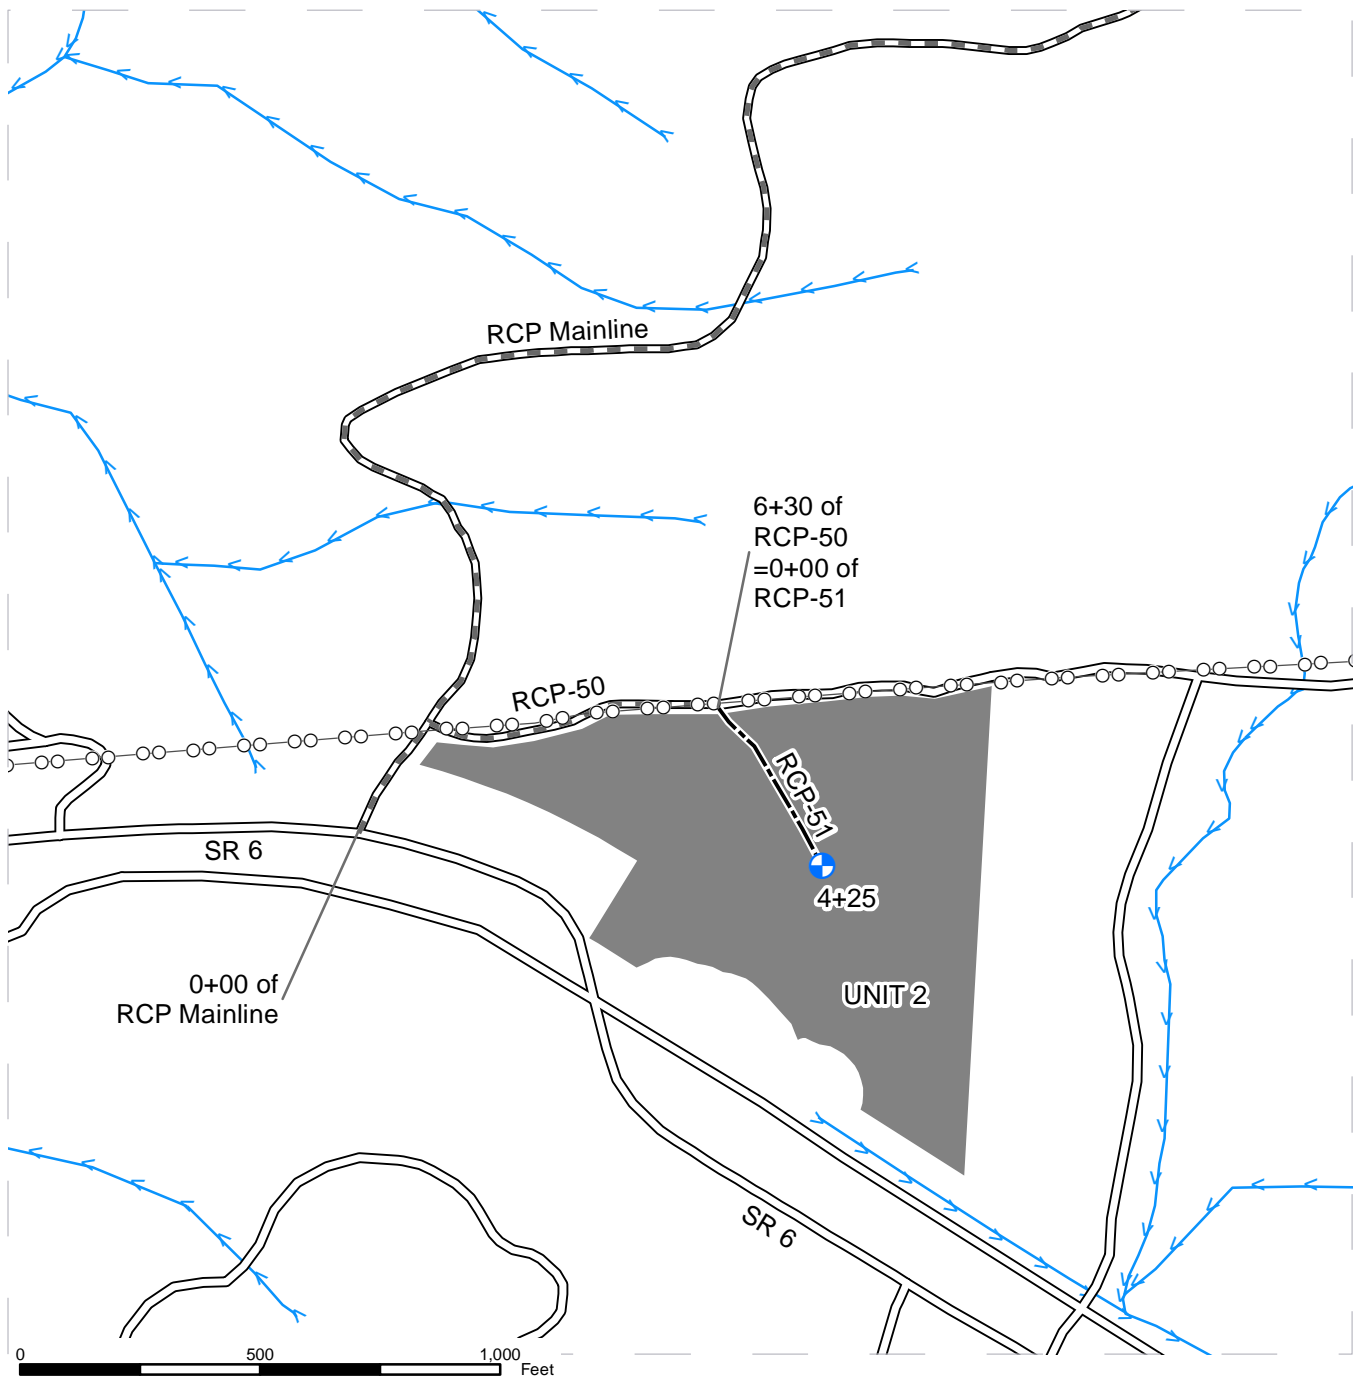 RCP Mainline
6+30 of
RCP-50
=0+00 of
RCP-51
RCP-50
RCP-51
SR 6
4+25
0+00 of
RCP Mainline
UNIT 2
SR 6
0 500 1,000
Feet